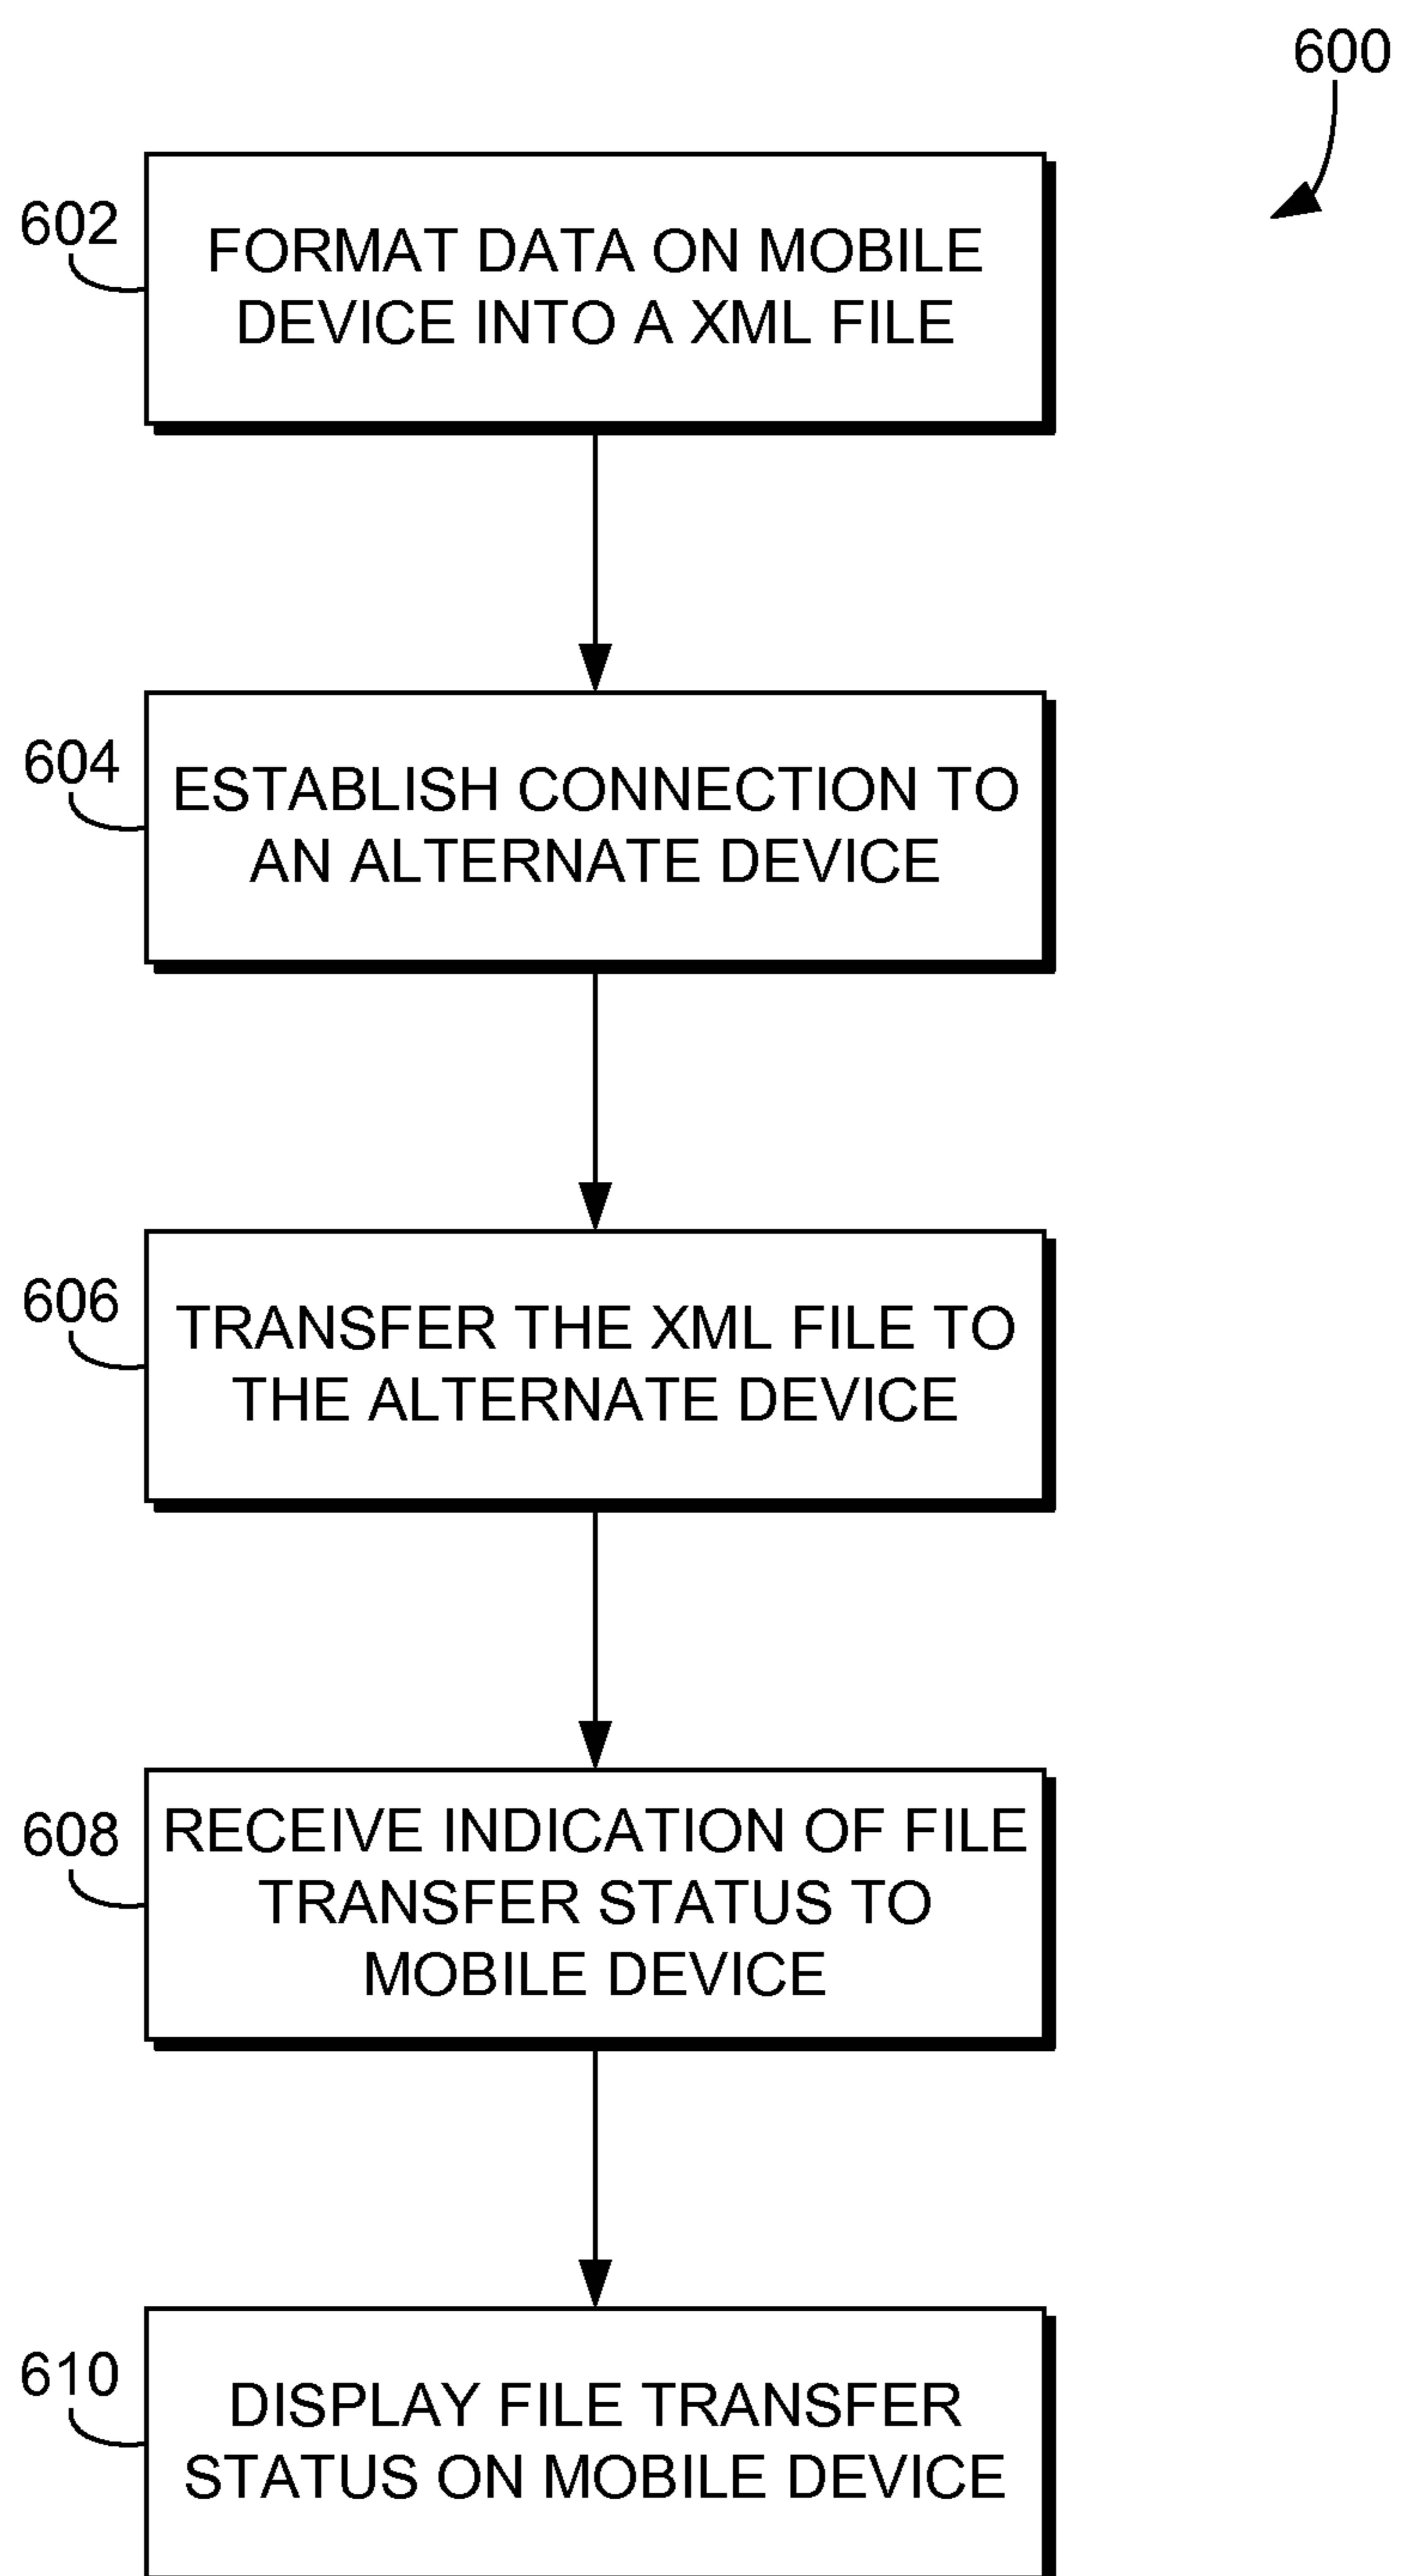 600
602
FORMAT DATA ON MOBILE
DEVICE INTO A XML FILE
604
ESTABLISH CONNECTION TO
AN ALTERNATE DEVICE
606
TRANSFER THE XML FILE TO
THE ALTERNATE DEVICE
608
RECEIVE INDICATION OF FILE
TRANSFER STATUS TO
MOBILE DEVICE
610
DISPLAY FILE TRANSFER
STATUS ON MOBILE DEVICE